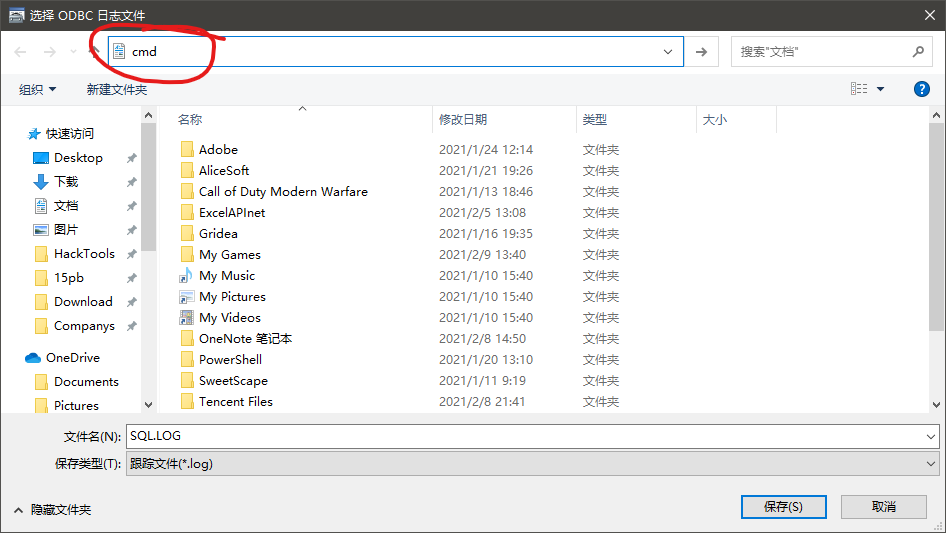 选择 ODBC 日志文件
cmd
搜索"文档"
组织 新建文件夹
名称 修改日期 类型 大小
快速访问
Desktop
下载
文档
图片
HackTools
15pb
Download
Companys
OneDrive
Documents
Pictures
Adobe 2021/1/24 12:14 文件夹
AliceSoft 2021/1/21 19:26 文件夹
Call of Duty Modern Warfare 2021/1/13 18:46 文件夹
ExcelAPInet 2021/2/5 13:08 文件夹
Gridea 2021/1/16 19:35 文件夹
My Games 2021/2/9 13:40 文件夹
My Music 2021/1/10 15:40 文件夹
My Pictures 2021/1/10 15:40 文件夹
My Videos 2021/1/10 15:40 文件夹
OneNote 笔记本 2021/2/8 14:50 文件夹
PowerShell 2021/1/20 13:10 文件夹
SweetScape 2021/1/11 9:19 文件夹
Tencent Files 2021/2/8 21:41 文件夹
文件名(N): SQL.LOG
保存类型(T): 跟踪文件(*.log)
隐藏文件夹 保存(S) 取消